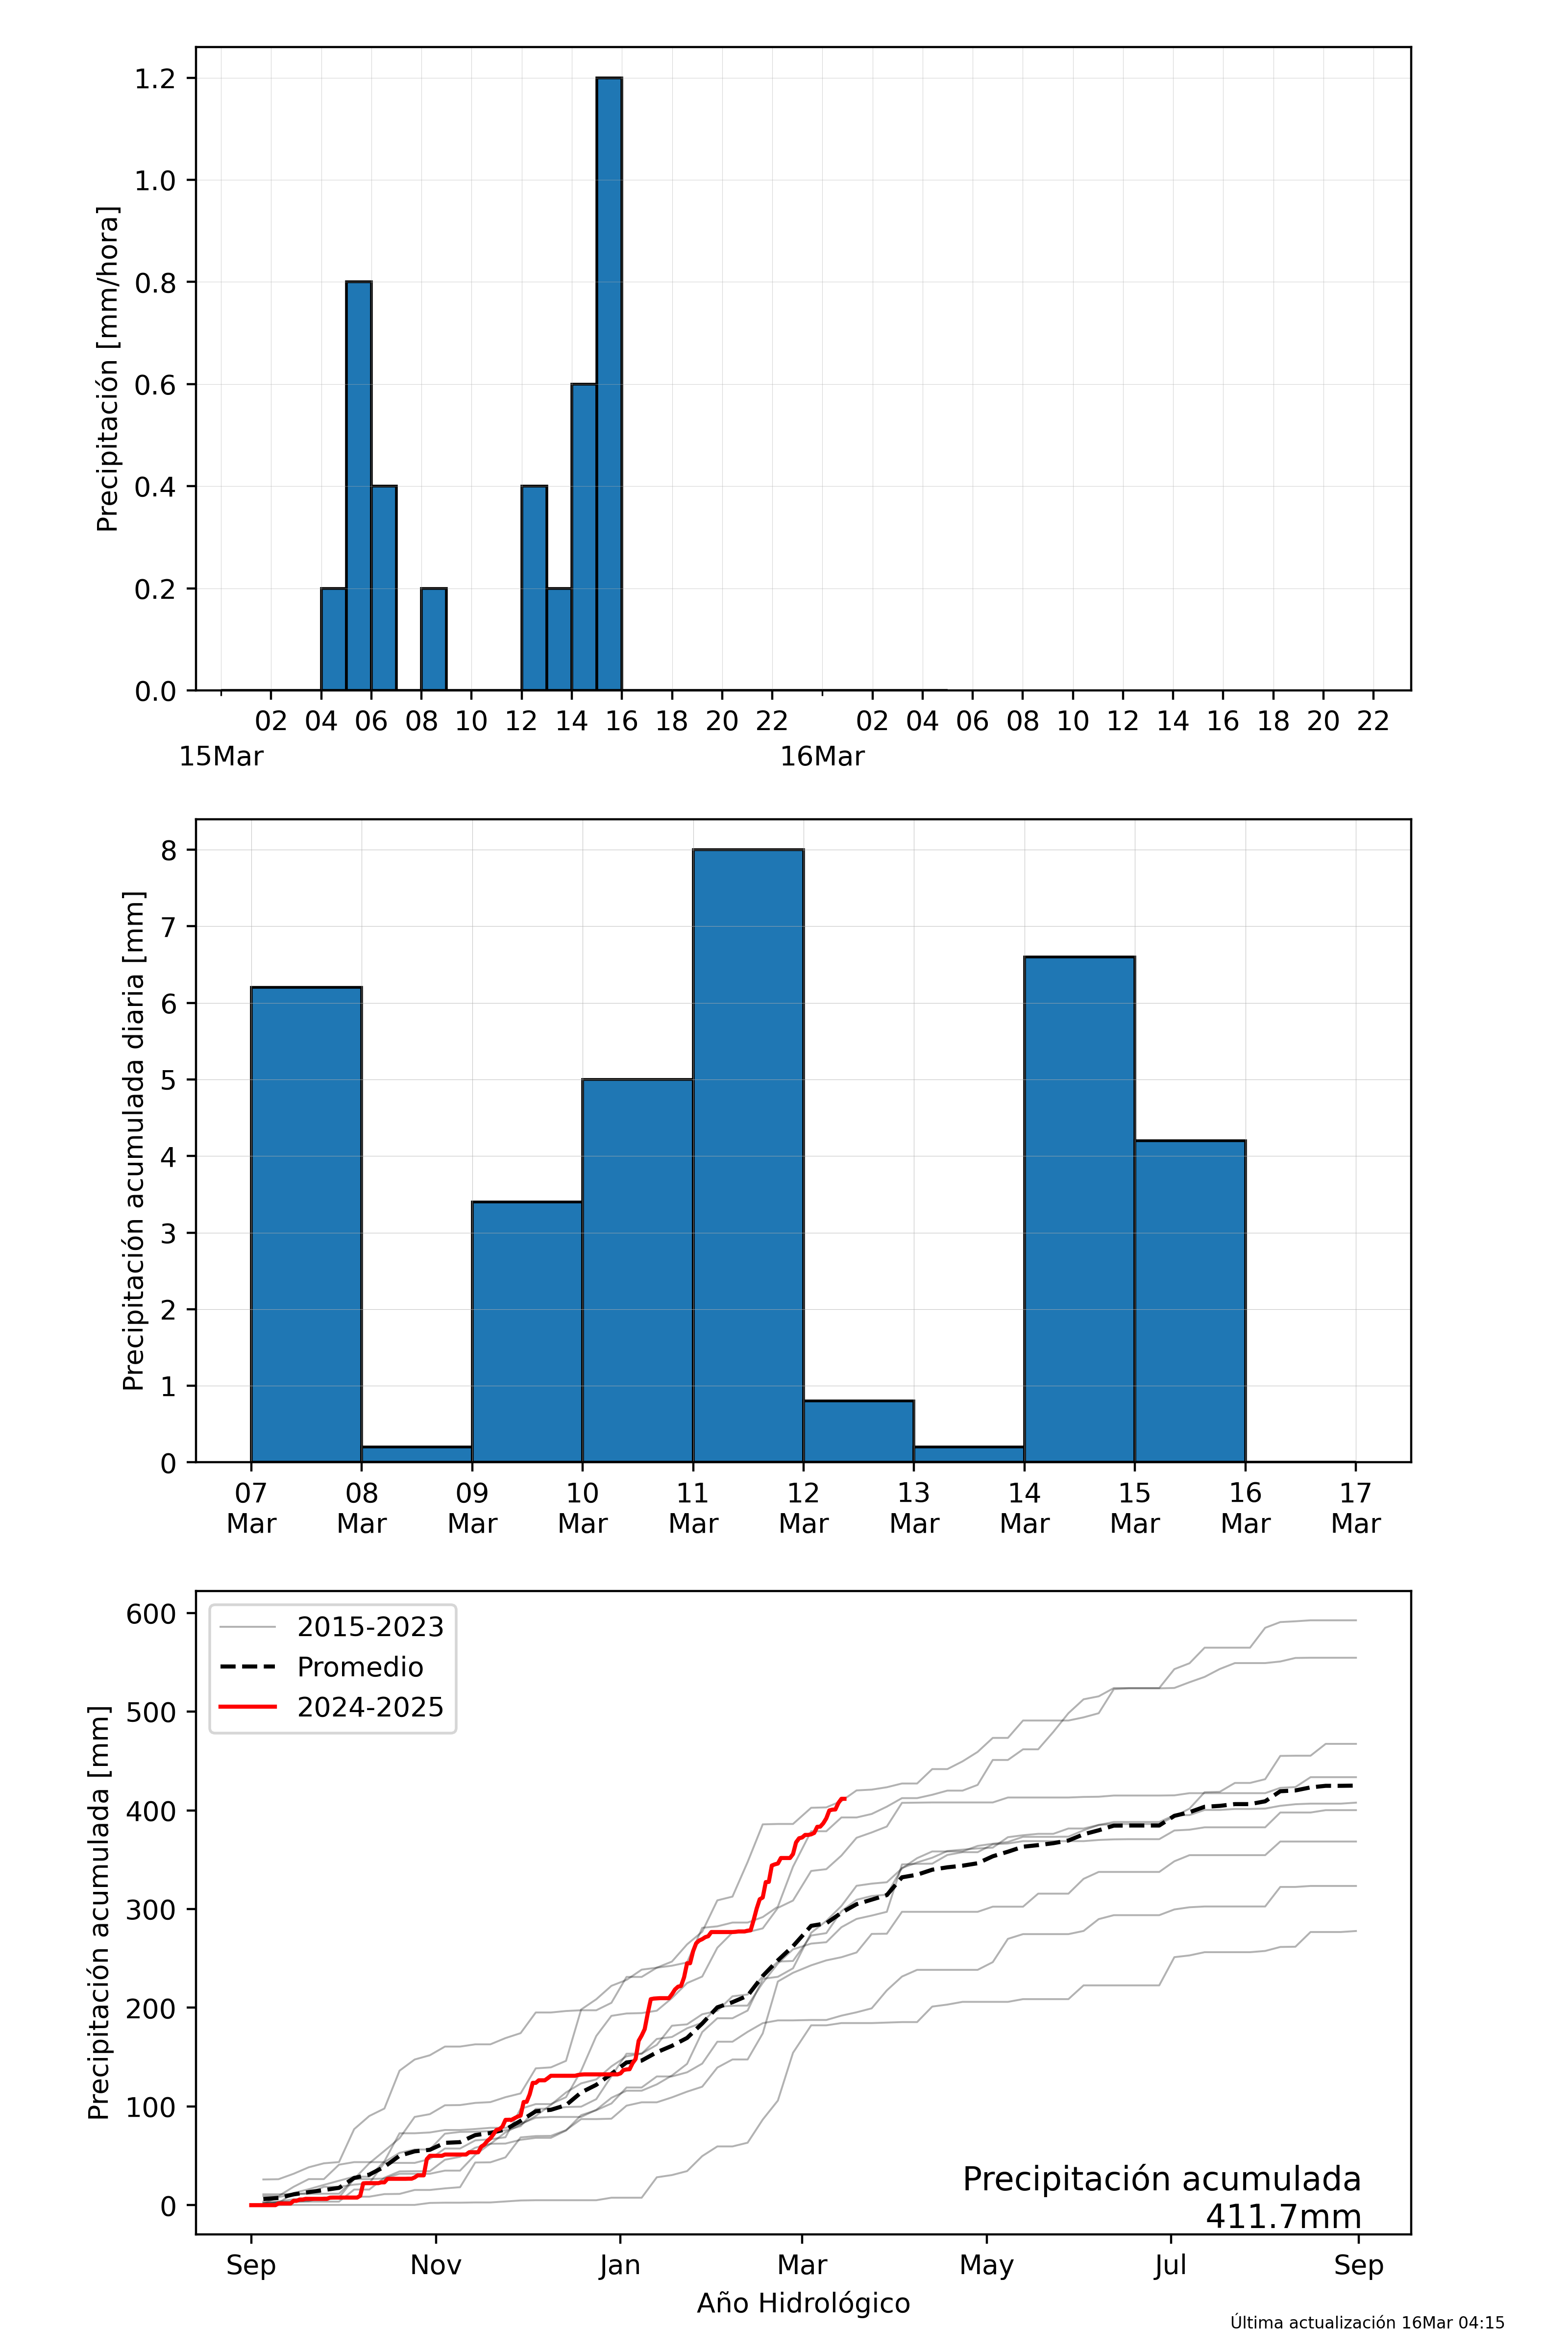 Precipitación [mm/hora]
1.2
1.0
0.8
0.6
0.4
0.2
0.0
02 04 06 08 10 12 14 16 18 20 22 02 04 06 08 10 12 14 16 18 20 22
15Mar 16Mar
Precipitación acumulada diaria [mm]
8
7
6
5
4
3
2
1
0
07 08 09 10 11 12 13 14 15 16 17
Mar Mar Mar Mar Mar Mar Mar Mar Mar Mar Mar
Precipitación acumulada [mm]
600
500
400
300
200
100
0
2015-2023
Promedio
2024-2025
Precipitación acumulada
411.7mm
Sep Nov Jan Mar May Jul Sep
Año Hidrológico
Última actualización 16Mar 04:15